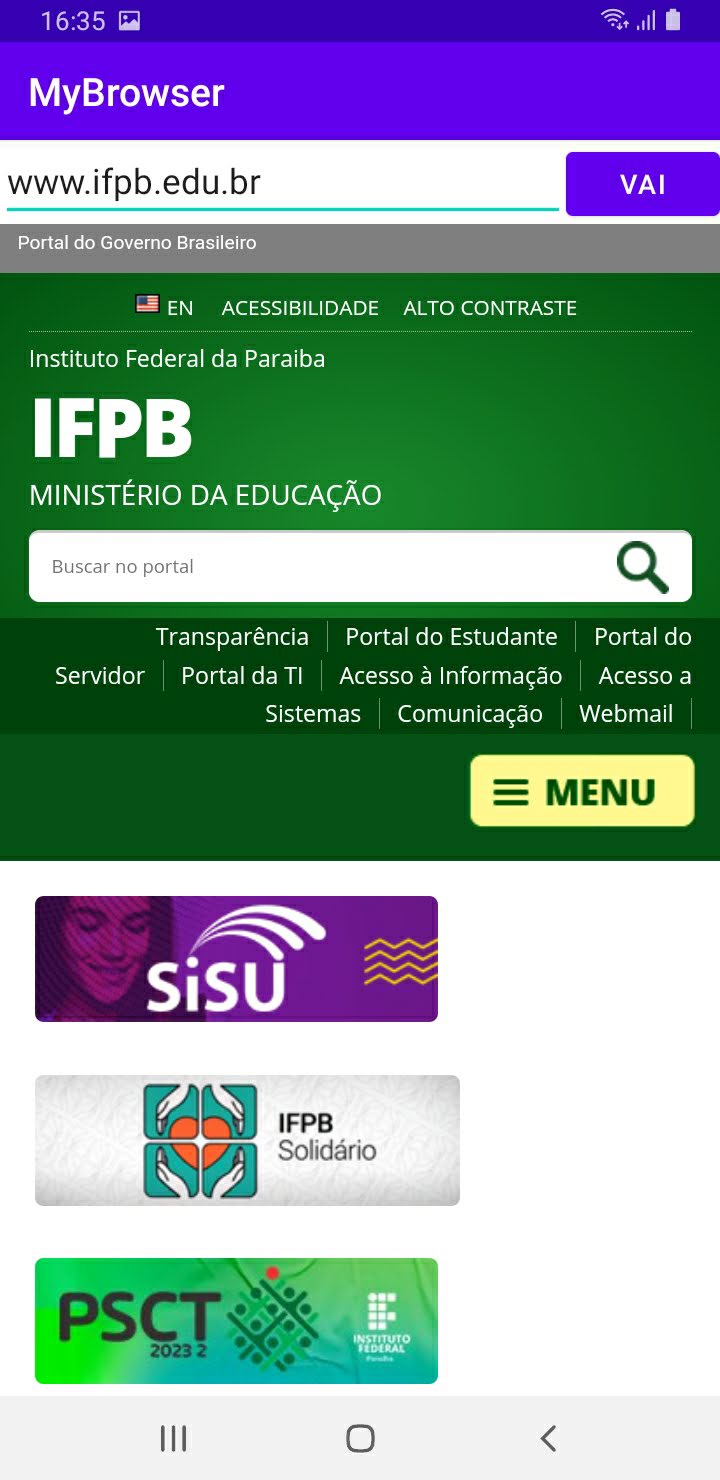 16:35
MyBrowser
www.ifpb.edu.br
VAI
Portal do Governo Brasileiro
EN ACESSIBILIDADE ALTO CONTRASTE
Instituto Federal da Paraiba
IFPB
MINISTÉRIO DA EDUCAÇÃO
Buscar no portal
Transparência Portal do Estudante Portal do
Servidor Portal da TI Acesso à Informação Acesso a
Sistemas Comunicação Webmail
MENU
SiSU
IFPB
Solidário
PSCT
2023 2
INSTITUTO
FEDERAL
Paraíba